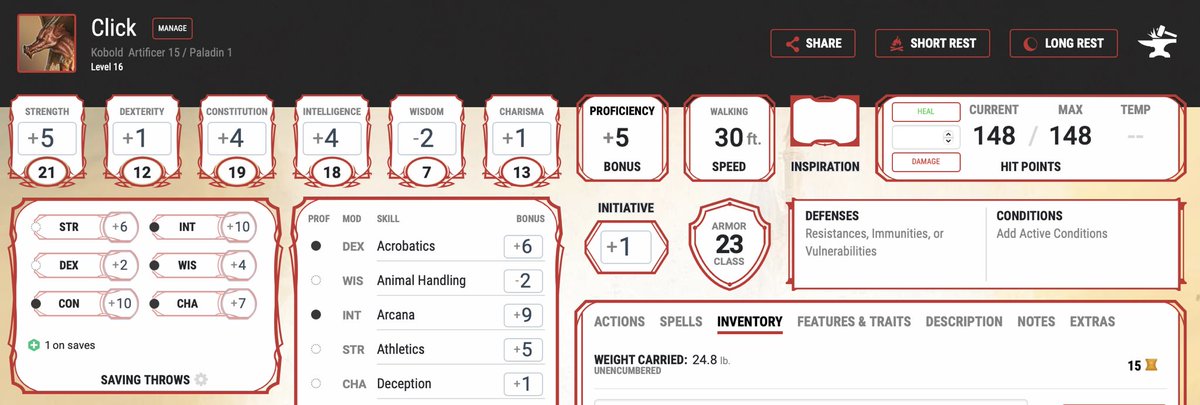 Click MANAGE
Kobold Artificer 15 / Paladin 1
Level 16
SHARE SHORT REST LONG REST
STRENGTH
+5
21
DEXTERITY
+1
12
CONSTITUTION
+4
19
INTELLIGENCE
+4
18
WISDOM
-2
7
CHARISMA
+1
13
PROFICIENCY
+5
BONUS
WALKING
30 ft.
SPEED
INSPIRATION
HEAL
DAMAGE
CURRENT MAX TEMP
148 / 148 --
HIT POINTS
STR +6
INT +10
DEX +2
WIS +4
CON +10
CHA +7
1 on saves
SAVING THROWS
PROF MOD SKILL BONUS
DEX Acrobatics +6
WIS Animal Handling -2
INT Arcana +9
STR Athletics +5
CHA Deception +1
INITIATIVE
+1
ARMOR
23
CLASS
DEFENSES
Resistances, Immunities, or
Vulnerabilities
CONDITIONS
Add Active Conditions
ACTIONS SPELLS INVENTORY FEATURES & TRAITS DESCRIPTION NOTES EXTRAS
WEIGHT CARRIED: 24.8 lb.
UNENCUMBERED
15